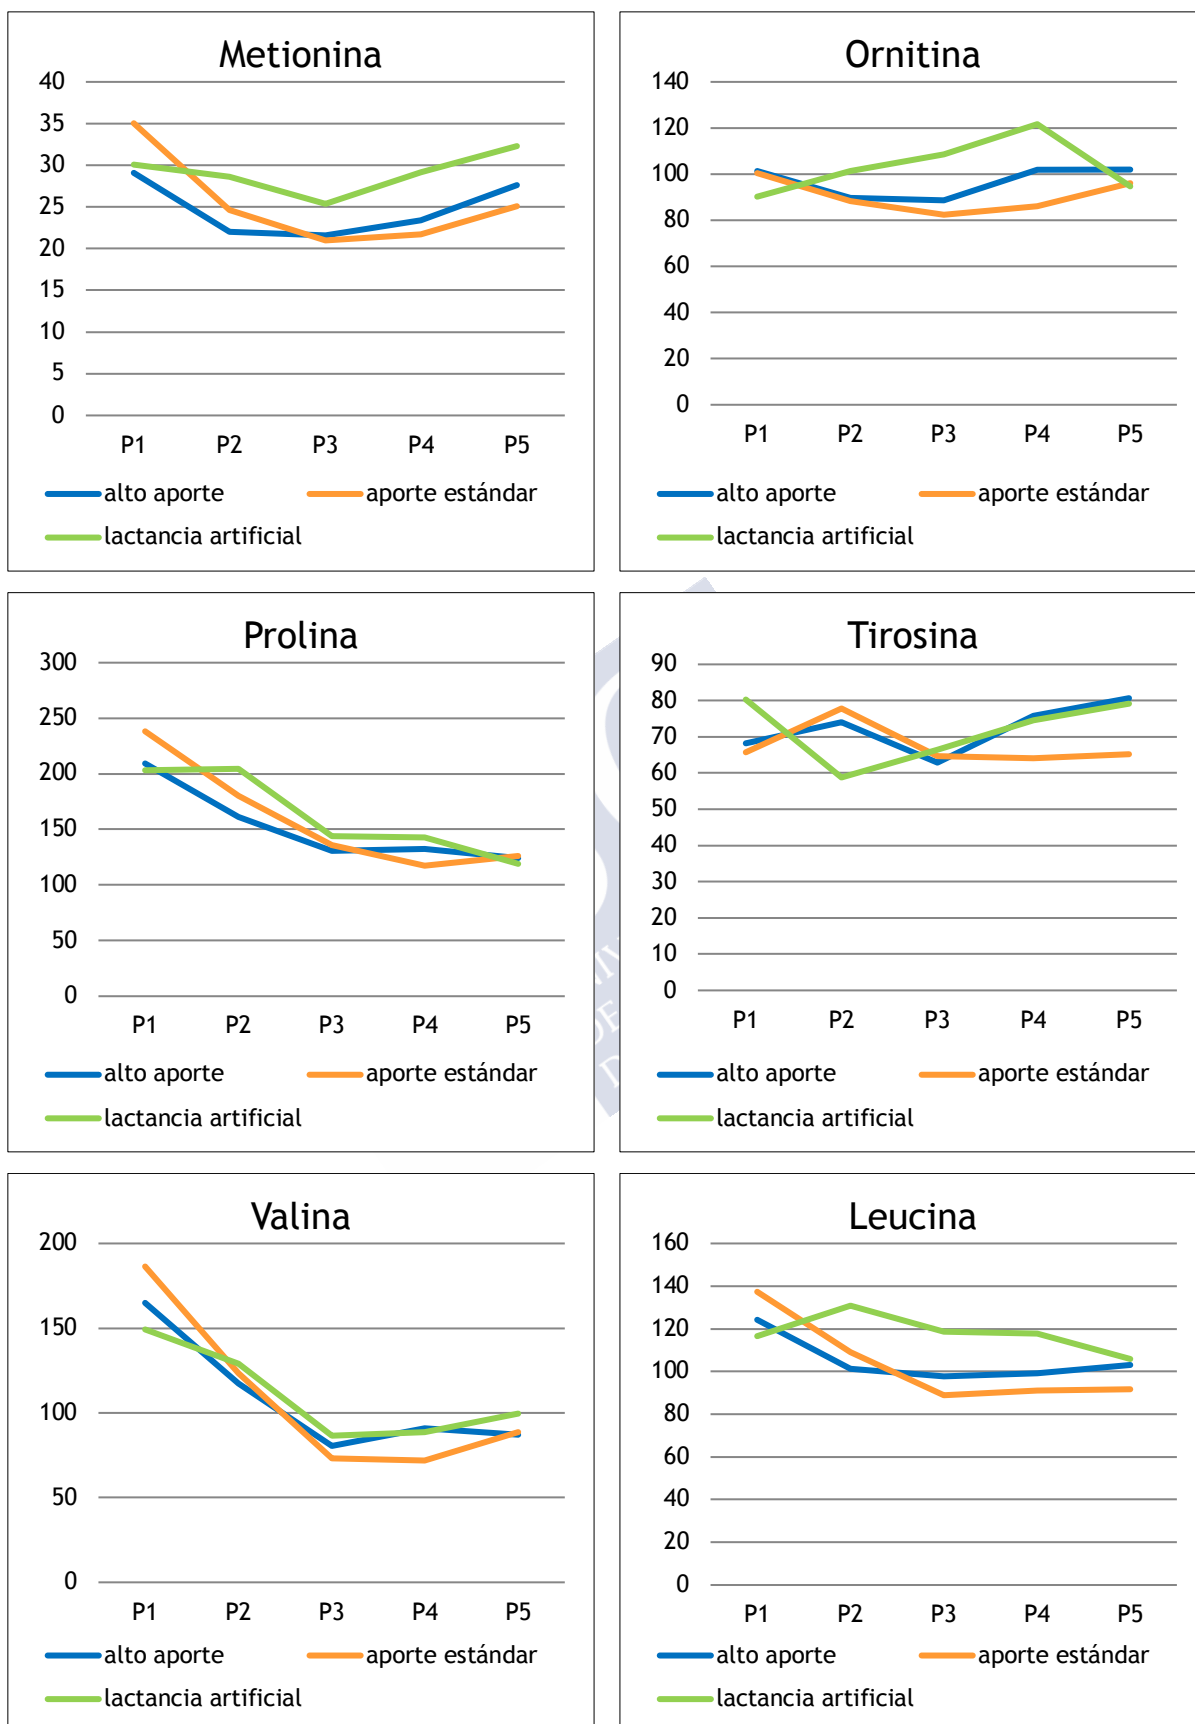 Metionina
40
35
30
25
20
15
10
5
0
P1 P2 P3 P4 P5
alto aporte aporte estándar
lactancia artificial
Ornitina
140
120
100
80
60
40
20
0
P1 P2 P3 P4 P5
alto aporte aporte estándar
lactancia artificial
Prolina
300
250
200
150
100
50
0
P1 P2 P3 P4 P5
alto aporte aporte estándar
lactancia artificial
Tirosina
90
80
70
60
50
40
30
20
10
0
P1 P2 P3 P4 P5
alto aporte aporte estándar
lactancia artificial
Valina
200
150
100
50
0
P1 P2 P3 P4 P5
alto aporte aporte estándar
lactancia artificial
Leucina
160
140
120
100
80
60
40
20
0
P1 P2 P3 P4 P5
alto aporte aporte estándar
lactancia artificial